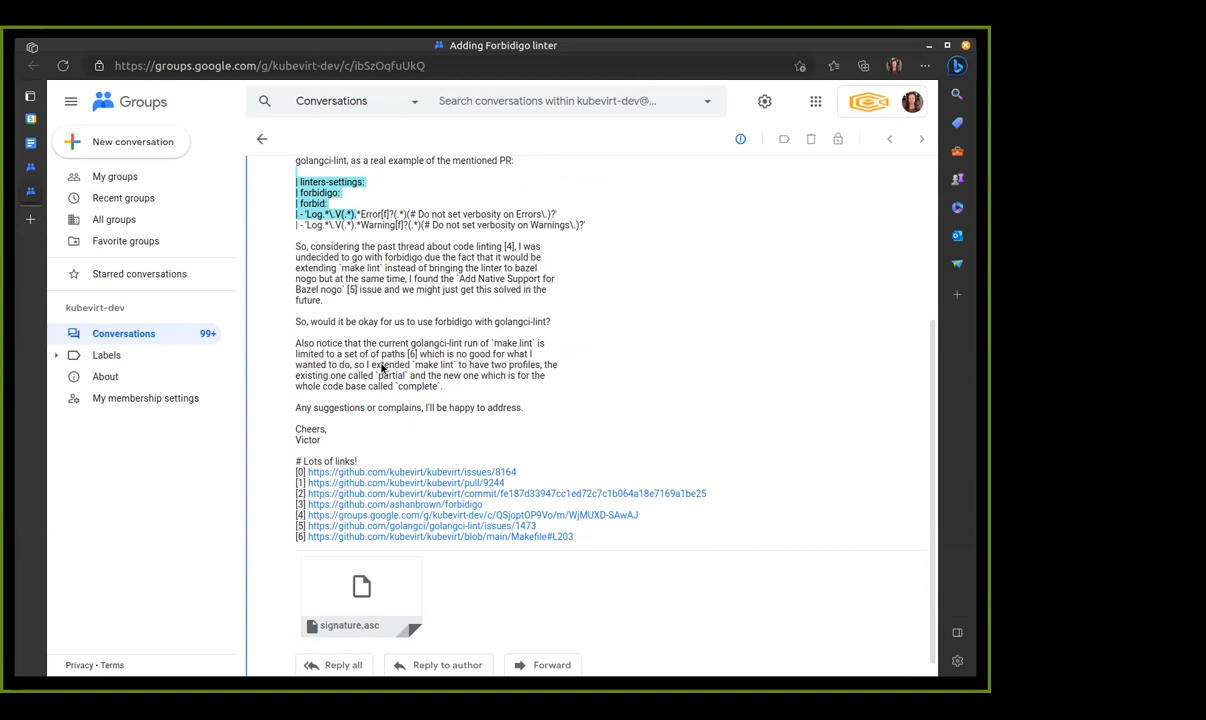 Adding Forbidigo linter
https://groups.google.com/g/kubevirt-dev/c/ibSzOqfuUkQ
Groups
Conversations
Search conversations within kubevirt-dev@...
New conversation
My groups
Recent groups
All groups
Favorite groups
Starred conversations
kubevirt-dev
Conversations 99+
Labels
About
My membership settings
Privacy • Terms
golangci-lint, as a real example of the mentioned PR:
| linters-settings:
| forbidigo:
| forbid:
| - 'Log.*\.V(.*).*Error[f]?(.*)(# Do not set verbosity on Errors\.)?'
| - 'Log.*\.V(.*).*Warning[f]?(.*)(# Do not set verbosity on Warnings\.)?'
So, considering the past thread about code linting [4], I was
undecided to go with forbidigo due the fact that it would be
extending `make lint` instead of bringing the linter to bazel
nogo but at the same time, I found the `Add Native Support for
Bazel nogo` [5] issue and we might just get this solved in the
future.
So, would it be okay for us to use forbidigo with golangci-lint?
Also notice that the current golangci-lint run of `make lint` is
limited to a set of of paths [6] which is no good for what I
wanted to do, so I extended `make lint` to have two profiles, the
existing one called `partial` and the new one which is for the
whole code base called `complete`.
Any suggestions or complains, I'll be happy to address.
Cheers,
Victor
# Lots of links!
[0] https://github.com/kubevirt/kubevirt/issues/8164
[1] https://github.com/kubevirt/kubevirt/pull/9244
[2] https://github.com/kubevirt/kubevirt/commit/fe187d33947cc1ed72c7c1b064a18e7169a1be25
[3] https://github.com/ashanbrown/forbidigo
[4] https://groups.google.com/g/kubevirt-dev/c/QSjoptOP9Vo/m/WjMUXD-SAwAJ
[5] https://github.com/golangci/golangci-lint/issues/1473
[6] https://github.com/kubevirt/kubevirt/blob/main/Makefile#L203
signature.asc
Reply all
Reply to author
Forward